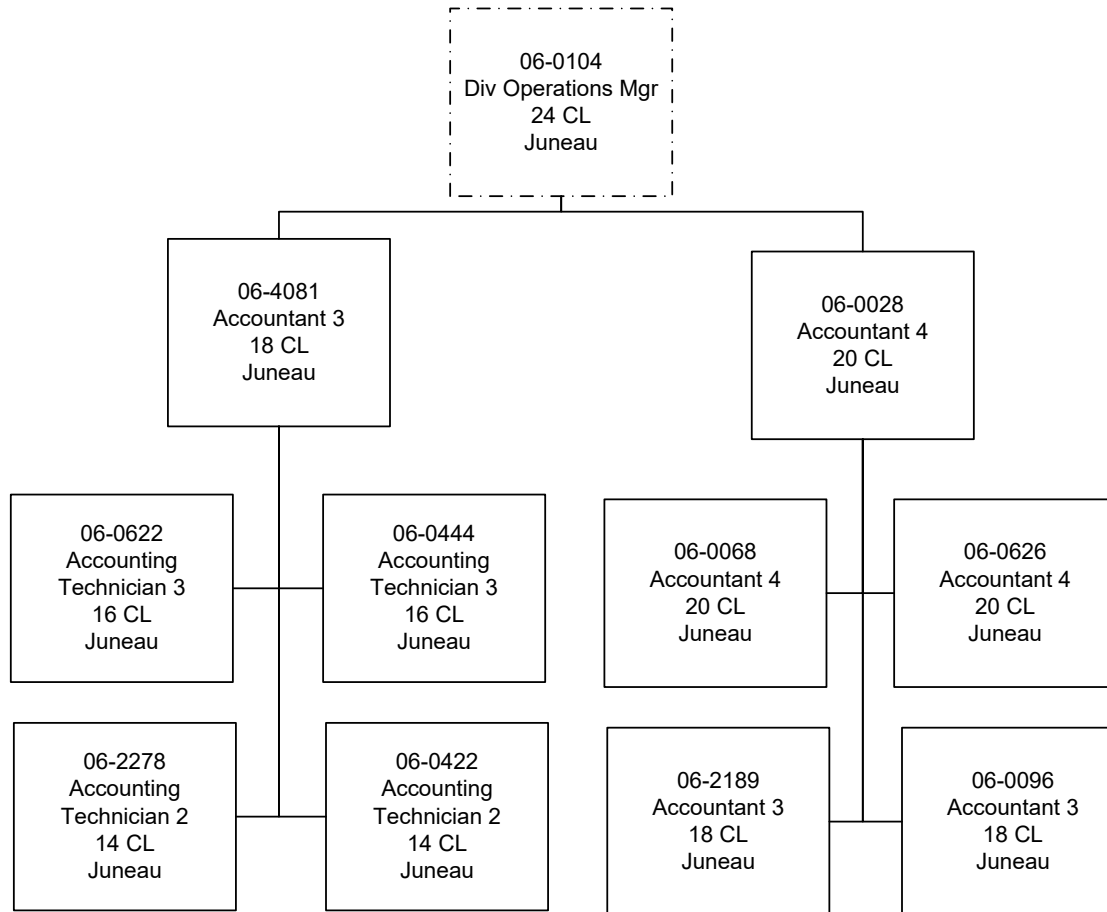 06-0104
Div Operations Mgr
24 CL
Juneau
06-4081
Accountant 3
18 CL
Juneau
06-0028
Accountant 4
20 CL
Juneau
06-0622
Accounting
Technician 3
16 CL
Juneau
06-0444
Accounting
Technician 3
16 CL
Juneau
06-0068
Accountant 4
20 CL
Juneau
06-0626
Accountant 4
20 CL
Juneau
06-2278
Accounting
Technician 2
14 CL
Juneau
06-0422
Accounting
Technician 2
14 CL
Juneau
06-2189
Accountant 3
18 CL
Juneau
06-0096
Accountant 3
18 CL
Juneau